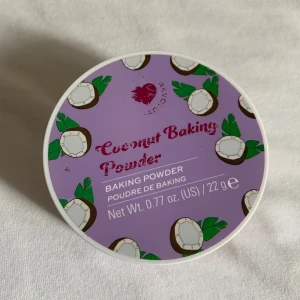 Coconut Baking
Powder
BAKING POWDER
POUDRE DE BAKING
Net Wt. 0.77 oz. (US) / 22 g ℮